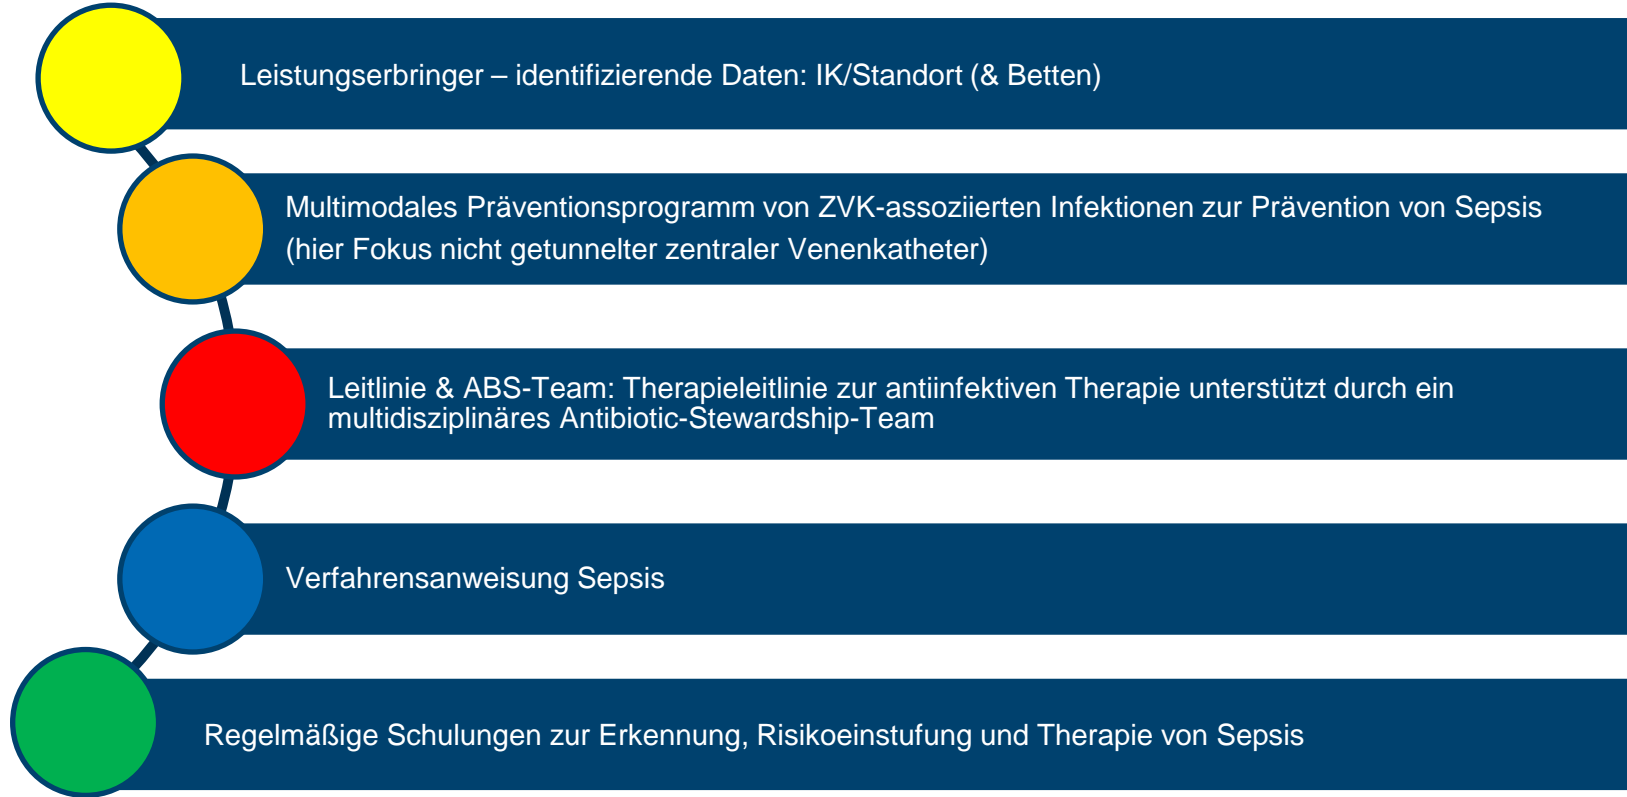 Leistungserbringer – identifizierende Daten: IK/Standort (& Betten)
Multimodales Präventionsprogramm von ZVK-assoziierten Infektionen zur Prävention von Sepsis
(hier Fokus nicht getunnelter zentraler Venenkatheter)
Leitlinie & ABS-Team: Therapieleitlinie zur antiinfektiven Therapie unterstützt durch ein
multidisziplinäres Antibiotic-Stewardship-Team
Verfahrensanweisung Sepsis
Regelmäßige Schulungen zur Erkennung, Risikoeinstufung und Therapie von Sepsis